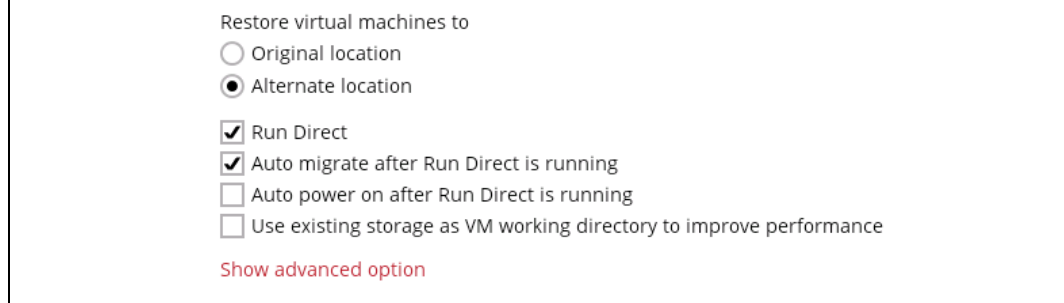 Restore virtual machines to
Original location
Alternate location
Run Direct
Auto migrate after Run Direct is running
Auto power on after Run Direct is running
Use existing storage as VM working directory to improve performance
Show advanced option